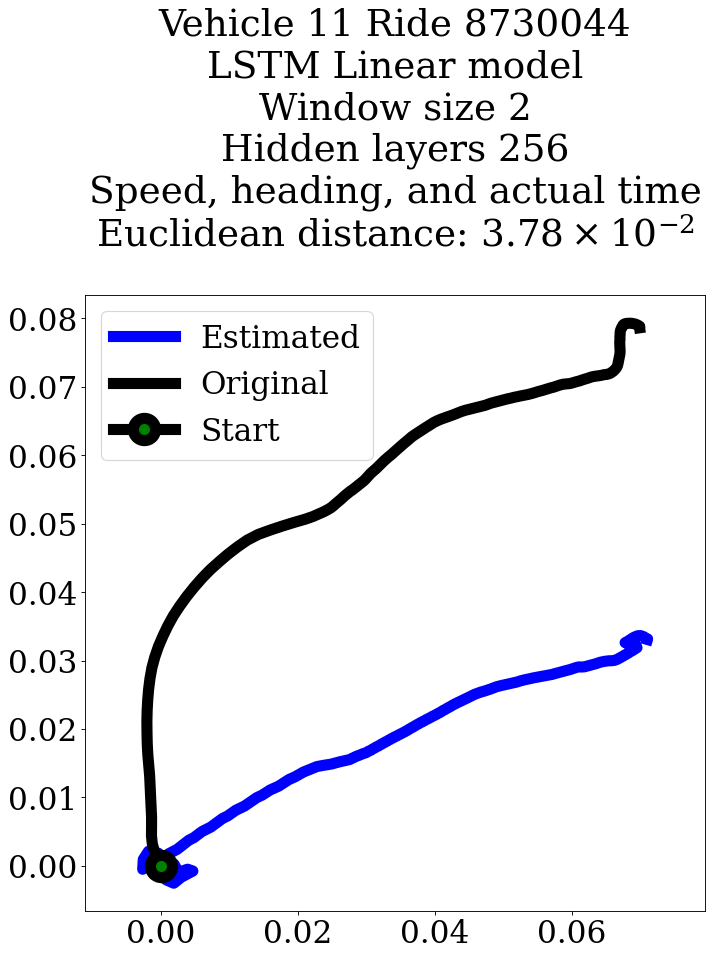 Vehicle 11 Ride 8730044
LSTM Linear model
Window size 2
Hidden layers 256
Speed, heading, and actual time
Euclidean distance: 3.78 × 10⁻²
Estimated
Original
Start
0.08
0.07
0.06
0.05
0.04
0.03
0.02
0.01
0.00
0.00 0.02 0.04 0.06